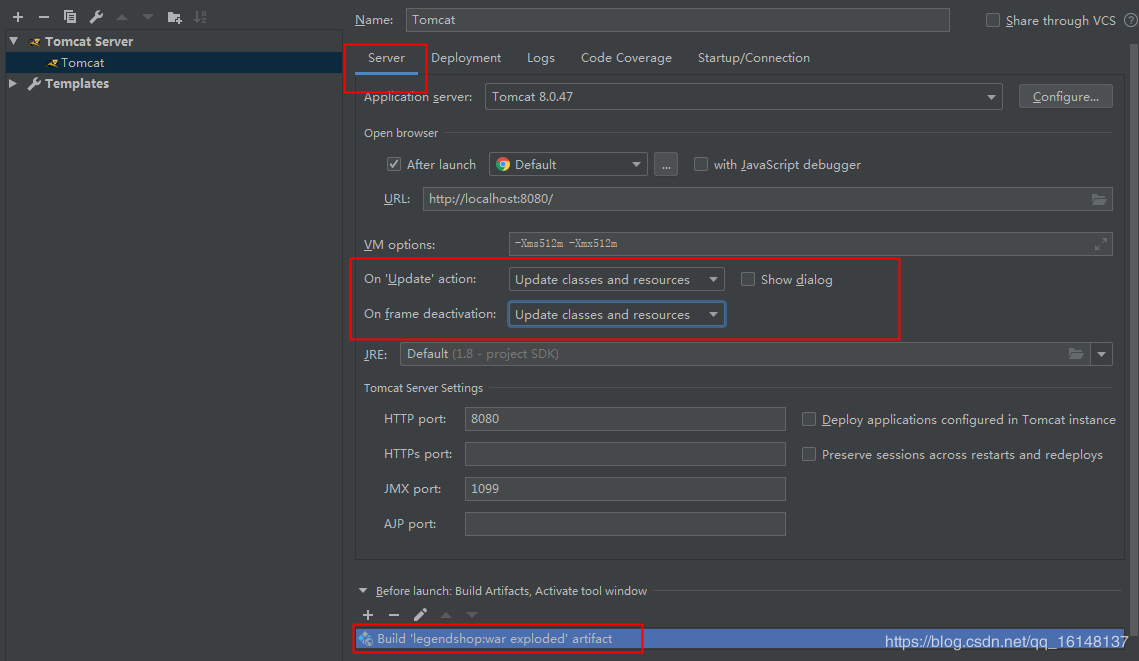 Name: Tomcat Share through VCS
Tomcat Server
Tomcat
Templates
Server Deployment Logs Code Coverage Startup/Connection
Application server: Tomcat 8.0.47 Configure...
Open browser
After launch Default ... with JavaScript debugger
URL: http://localhost:8080/
VM options: -Xms512m -Xmx512m
On 'Update' action: Update classes and resources Show dialog
On frame deactivation: Update classes and resources
JRE: Default (1.8 - project SDK)
Tomcat Server Settings
HTTP port: 8080 Deploy applications configured in Tomcat instance
HTTPs port: Preserve sessions across restarts and redeploys
JMX port: 1099
AJP port:
Before launch: Build Artifacts, Activate tool window
Build 'legendshop:war exploded' artifact
https://blog.csdn.net/qq_16148137